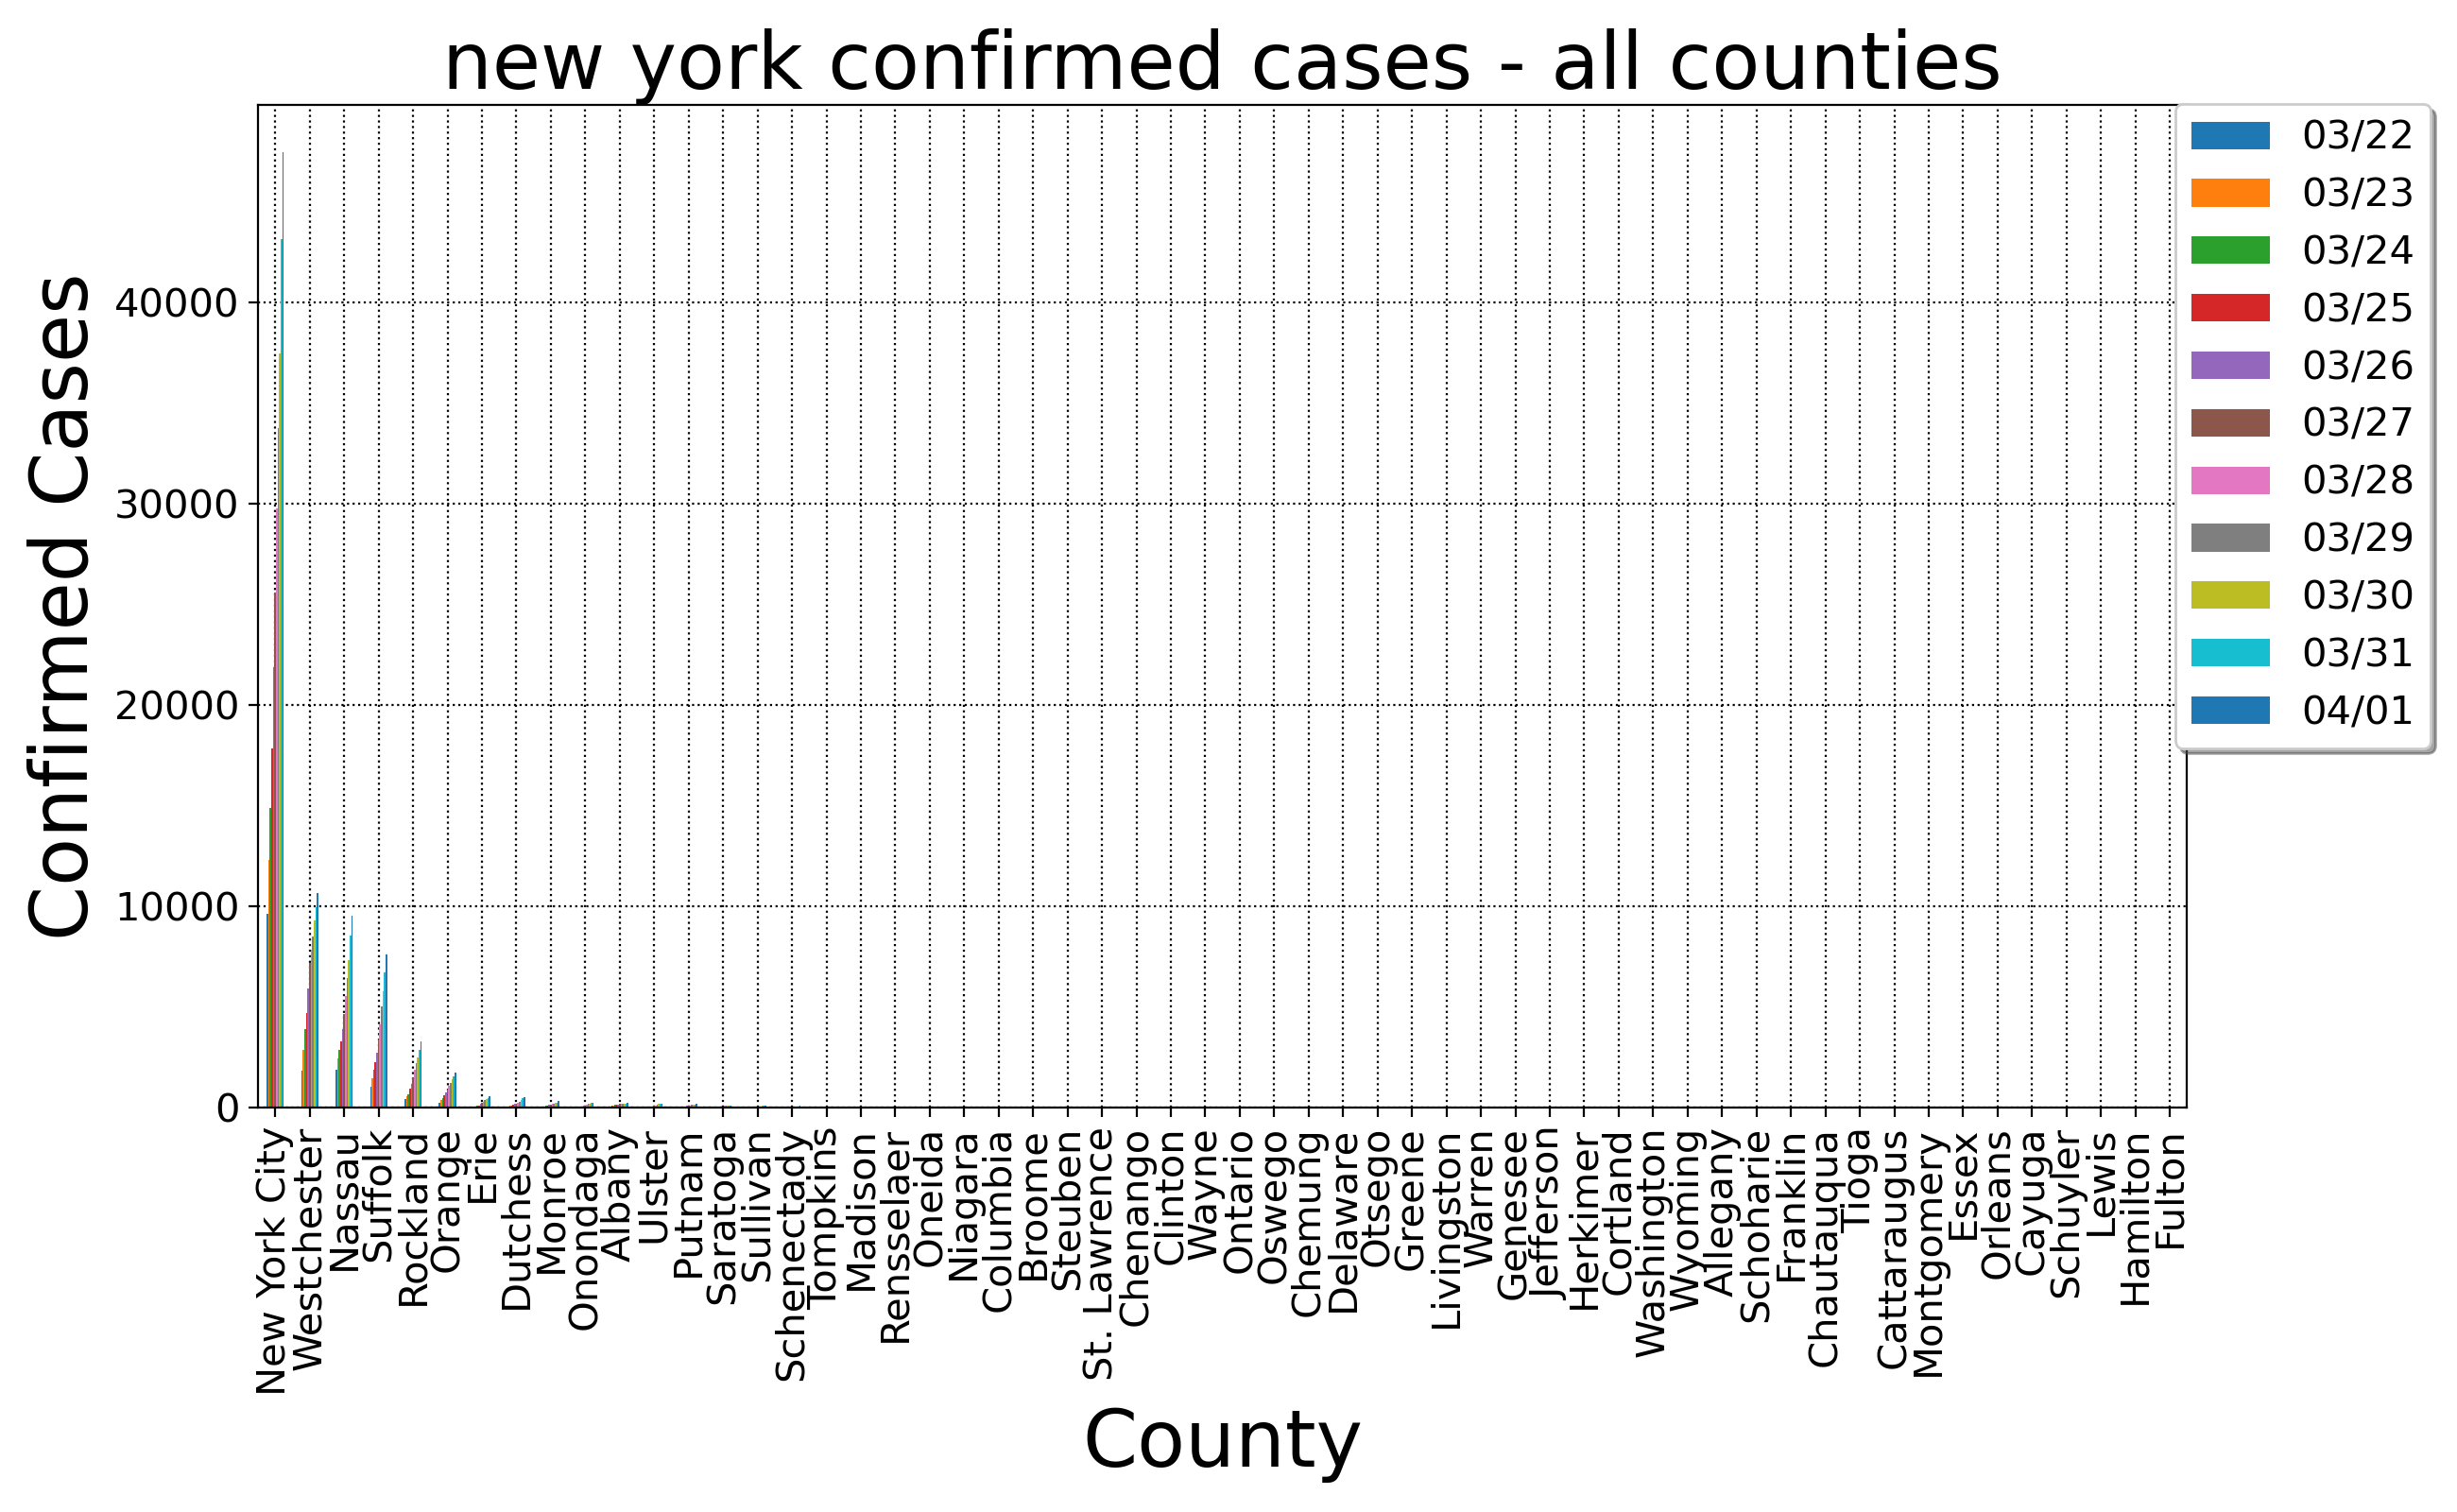 new york confirmed cases - all counties
Confirmed Cases
40000
30000
20000
10000
0
03/22
03/23
03/24
03/25
03/26
03/27
03/28
03/29
03/30
03/31
04/01
New York City
Westchester
Nassau
Suffolk
Rockland
Orange
Erie
Dutchess
Monroe
Onondaga
Albany
Ulster
Putnam
Saratoga
Sullivan
Schenectady
Tompkins
Madison
Rensselaer
Oneida
Niagara
Columbia
Broome
Steuben
St. Lawrence
Chenango
Clinton
Wayne
Ontario
Oswego
Chemung
Delaware
Otsego
Greene
Livingston
Warren
Genesee
Jefferson
Herkimer
Cortland
Washington
Wyoming
Allegany
Schoharie
Franklin
Chautauqua
Tioga
Cattaraugus
Montgomery
Essex
Orleans
Cayuga
Schuyler
Lewis
Hamilton
Fulton
County